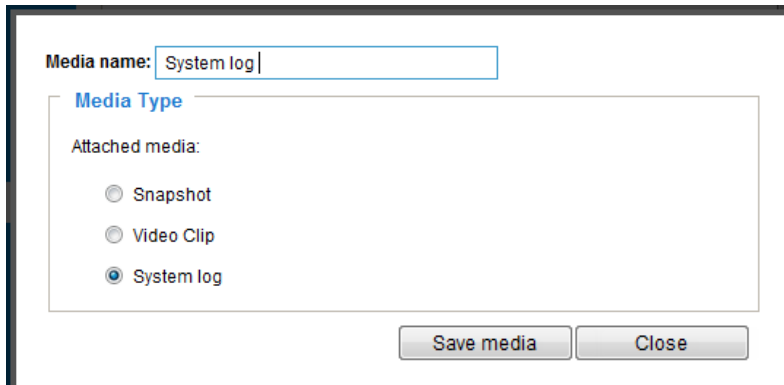 Media name: System log
Media Type
Attached media:
Snapshot
Video Clip
System log
Save media Close